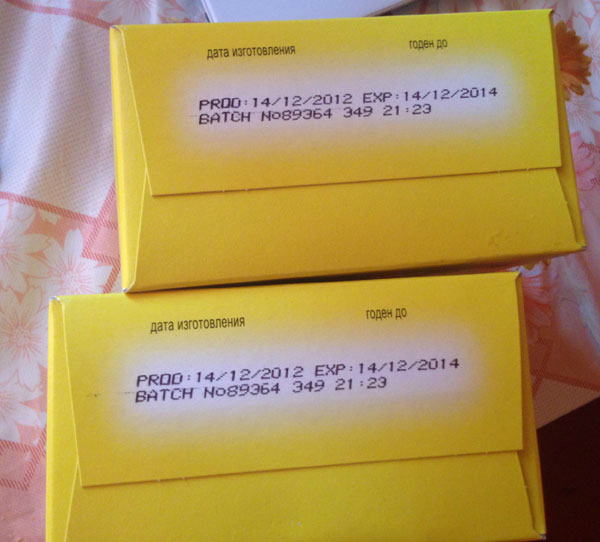 дата изготовления годен до
PROD:14/12/2012 EXP:14/12/2014
BATCH No89364 349 21:23
дата изготовления годен до
PROD:14/12/2012 EXP:14/12/2014
BATCH No89364 349 21:23